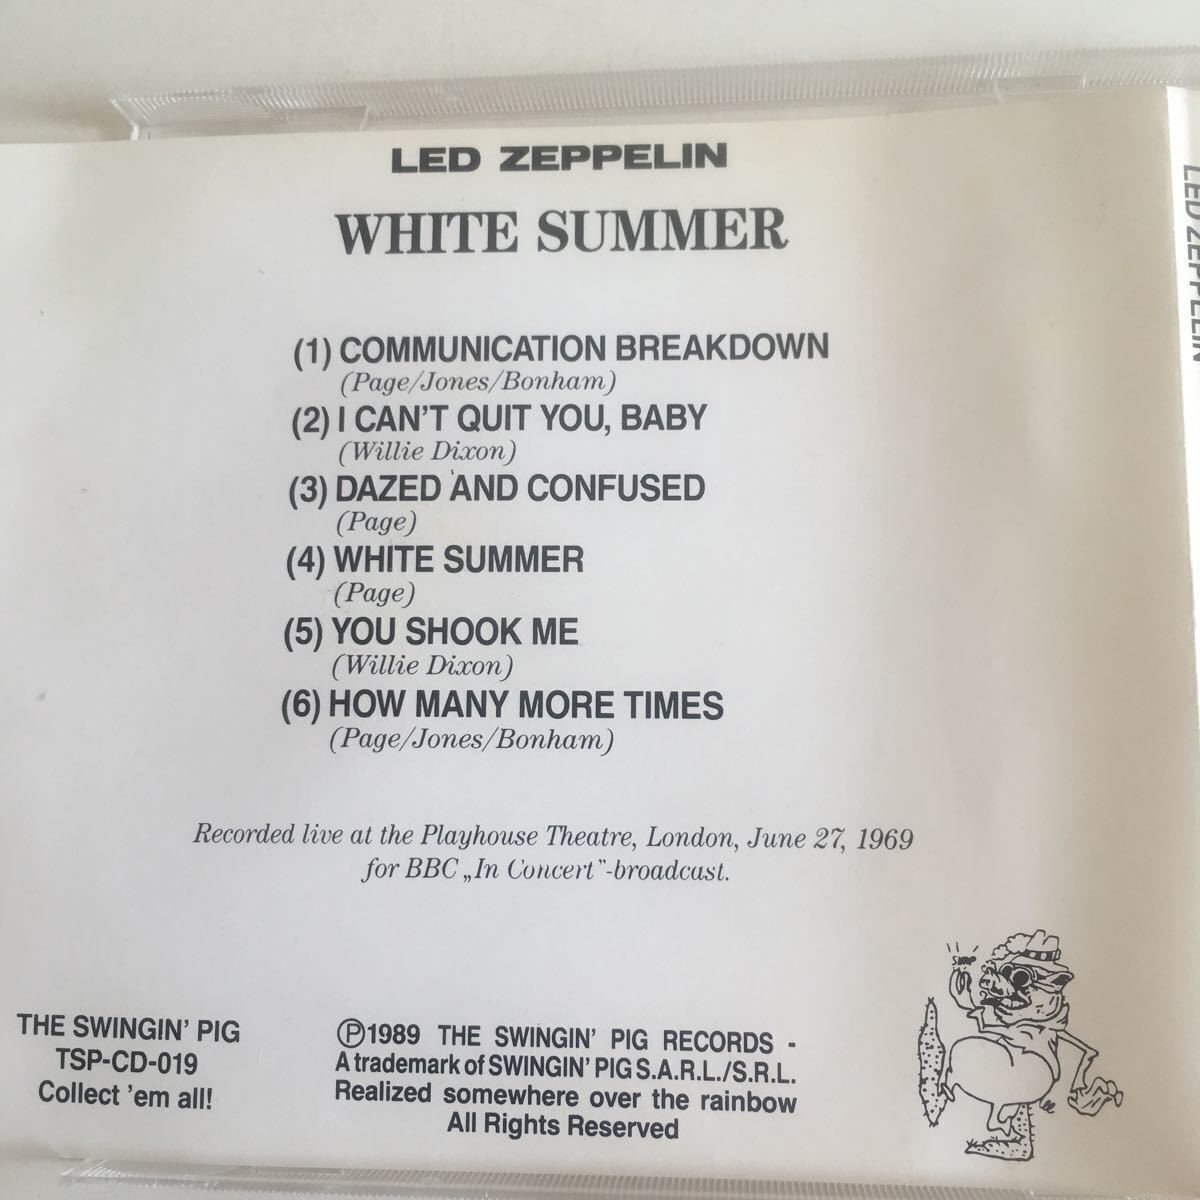 LED ZEPPELIN
WHITE SUMMER
(1) COMMUNICATION BREAKDOWN
(Page/Jones/Bonham)
(2) I CAN'T QUIT YOU, BABY
(Willie Dixon)
(3) DAZED AND CONFUSED
(Page)
(4) WHITE SUMMER
(Page)
(5) YOU SHOOK ME
(Willie Dixon)
(6) HOW MANY MORE TIMES
(Page/Jones/Bonham)
Recorded live at the Playhouse Theatre, London, June 27, 1969
for BBC „In Concert"-broadcast.
THE SWINGIN' PIG
TSP-CD-019
Collect 'em all!
℗1989 THE SWINGIN' PIG RECORDS -
A trademark of SWINGIN' PIG S.A.R.L./S.R.L.
Realized somewhere over the rainbow
All Rights Reserved
LED ZEPPELIN